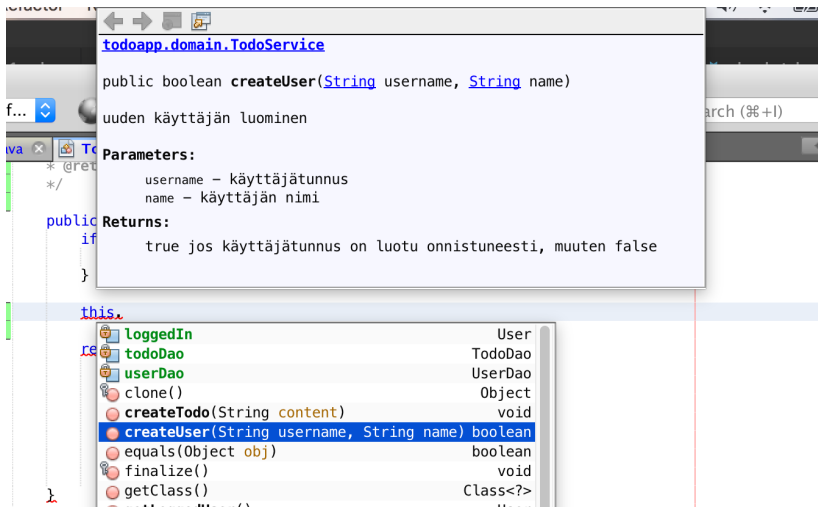 todoapp.domain.TodoService
public boolean createUser(String username, String name)
f...
arch (⌘+I)
uuden käyttäjän luominen
ava
Tc
Parameters:
* @ret
username – käyttäjätunnus
*/
name – käyttäjän nimi
public
Returns:
if
true jos käyttäjätunnus on luotu onnistuneesti, muuten false
}
this.
re
loggedIn User
todoDao TodoDao
userDao UserDao
clone() Object
createTodo(String content) void
createUser(String username, String name) boolean
equals(Object obj) boolean
finalize() void
getClass() Class<?>
}